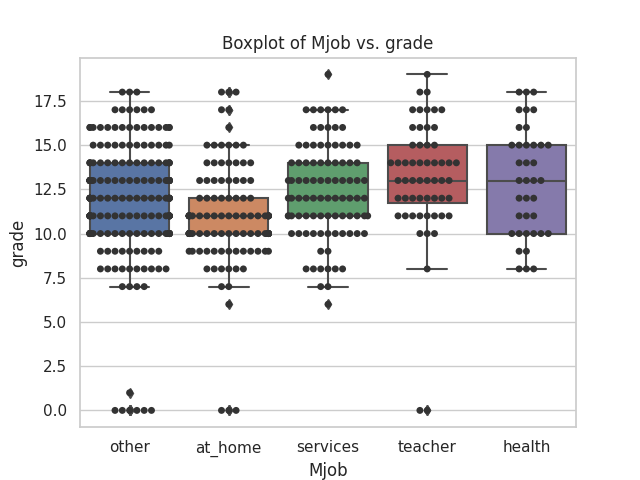 Boxplot of Mjob vs. grade
grade
17.5
15.0
12.5
10.0
7.5
5.0
2.5
0.0
other at_home services teacher health
Mjob